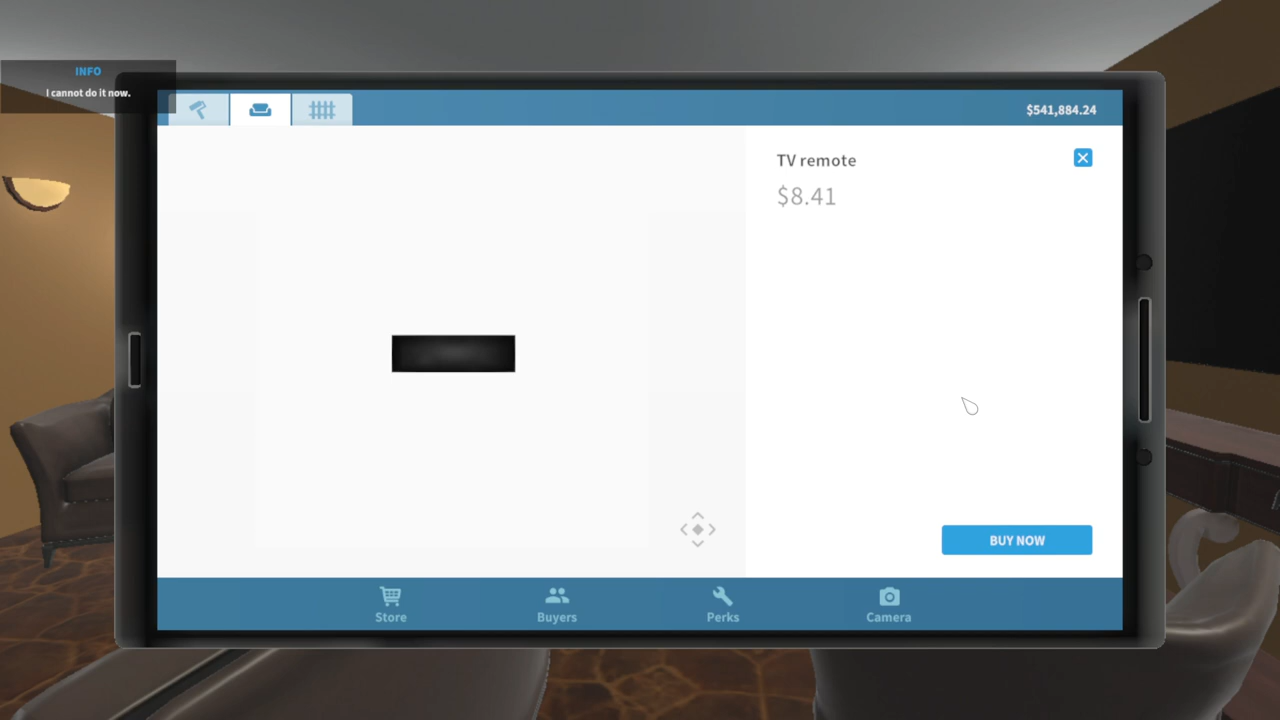 INFO
I cannot do it now.
$541,884.24
TV remote
$8.41
BUY NOW
Store
Buyers
Perks
Camera